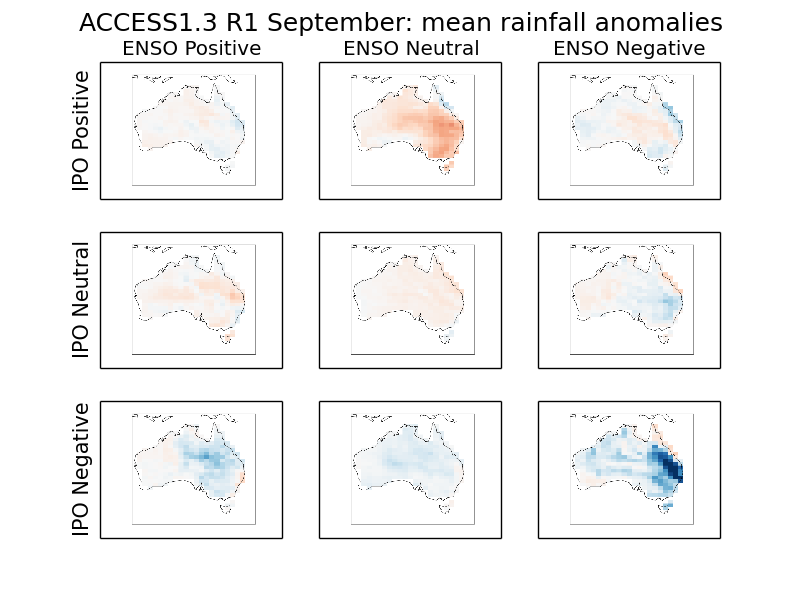 ACCESS1.3 R1 September: mean rainfall anomalies
ENSO Positive
ENSO Neutral
ENSO Negative
IPO Positive
IPO Neutral
IPO Negative